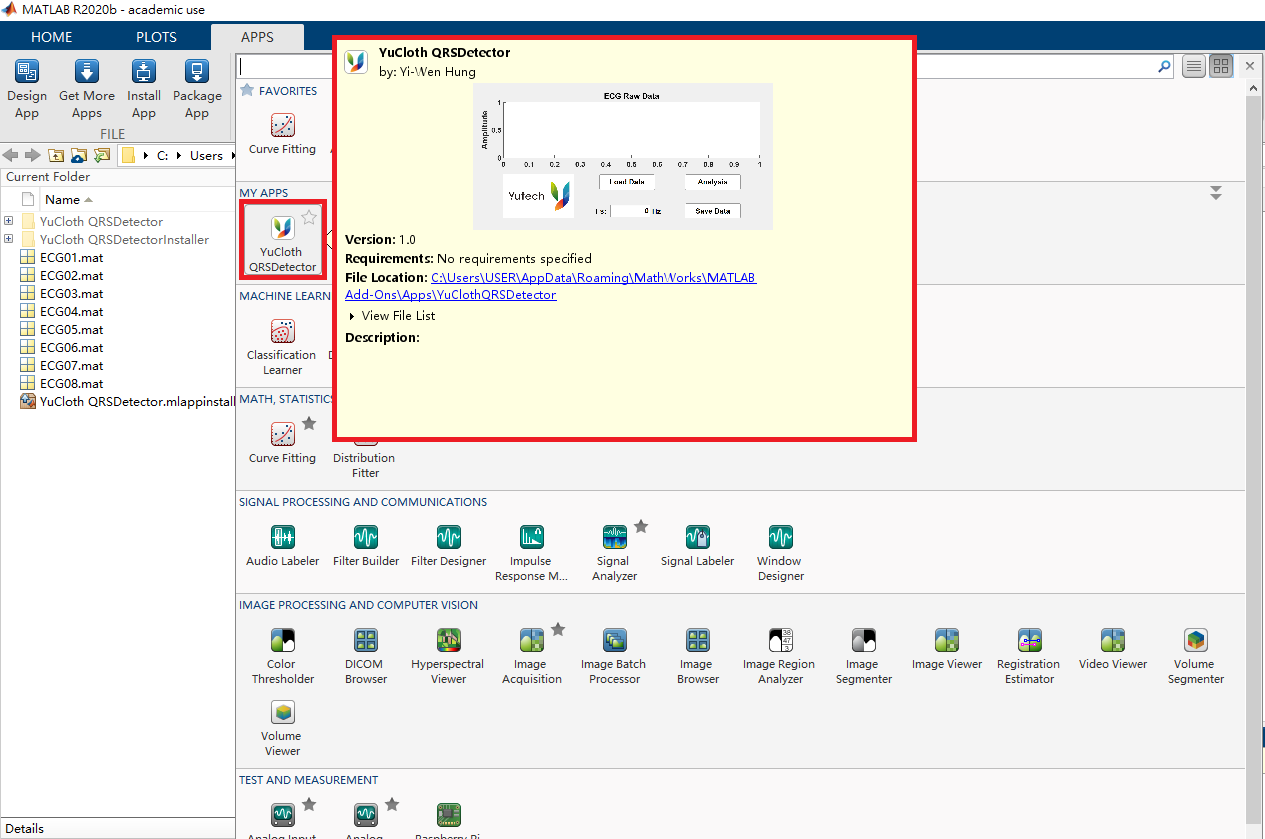 MATLAB R2020b - academic use
HOME PLOTS APPS
Design App
Get More Apps
Install App
Package App
FILE
C: Users
Current Folder
Name
YuCloth QRSDetector
YuCloth QRSDetectorInstaller
ECG01.mat
ECG02.mat
ECG03.mat
ECG04.mat
ECG05.mat
ECG06.mat
ECG07.mat
ECG08.mat
YuCloth QRSDetector.mlappinstall
Details
FAVORITES
Curve Fitting
MY APPS
YuCloth
QRSDetector
YuCloth QRSDetector
by: Yi-Wen Hung
ECG Raw Data
Amplitude
1
0.5
0
0 0.1 0.2 0.3 0.4 0.5 0.6 0.7 0.8 0.9 1
Yutech
Load Data
Analysis
Fs: 0 Hz
Save Data
Version: 1.0
Requirements: No requirements specified
File Location: C:\Users\USER\AppData\Roaming\MathWorks\MATLAB
Add-Ons\Apps\YuClothQRSDetector
View File List
Description:
MACHINE LEARN
Classification
Learner
MATH, STATISTICS
Curve Fitting
Distribution
Fitter
SIGNAL PROCESSING AND COMMUNICATIONS
Audio Labeler
Filter Builder
Filter Designer
Impulse
Response M...
Signal
Analyzer
Signal Labeler
Window
Designer
IMAGE PROCESSING AND COMPUTER VISION
Color
Thresholder
DICOM
Browser
Hyperspectral
Viewer
Image
Acquisition
Image Batch
Processor
Image
Browser
Image Region
Analyzer
Image
Segmenter
Image Viewer
Registration
Estimator
Video Viewer
Volume
Segmenter
Volume
Viewer
TEST AND MEASUREMENT
Analog Input
Analog
Raspberry Pi